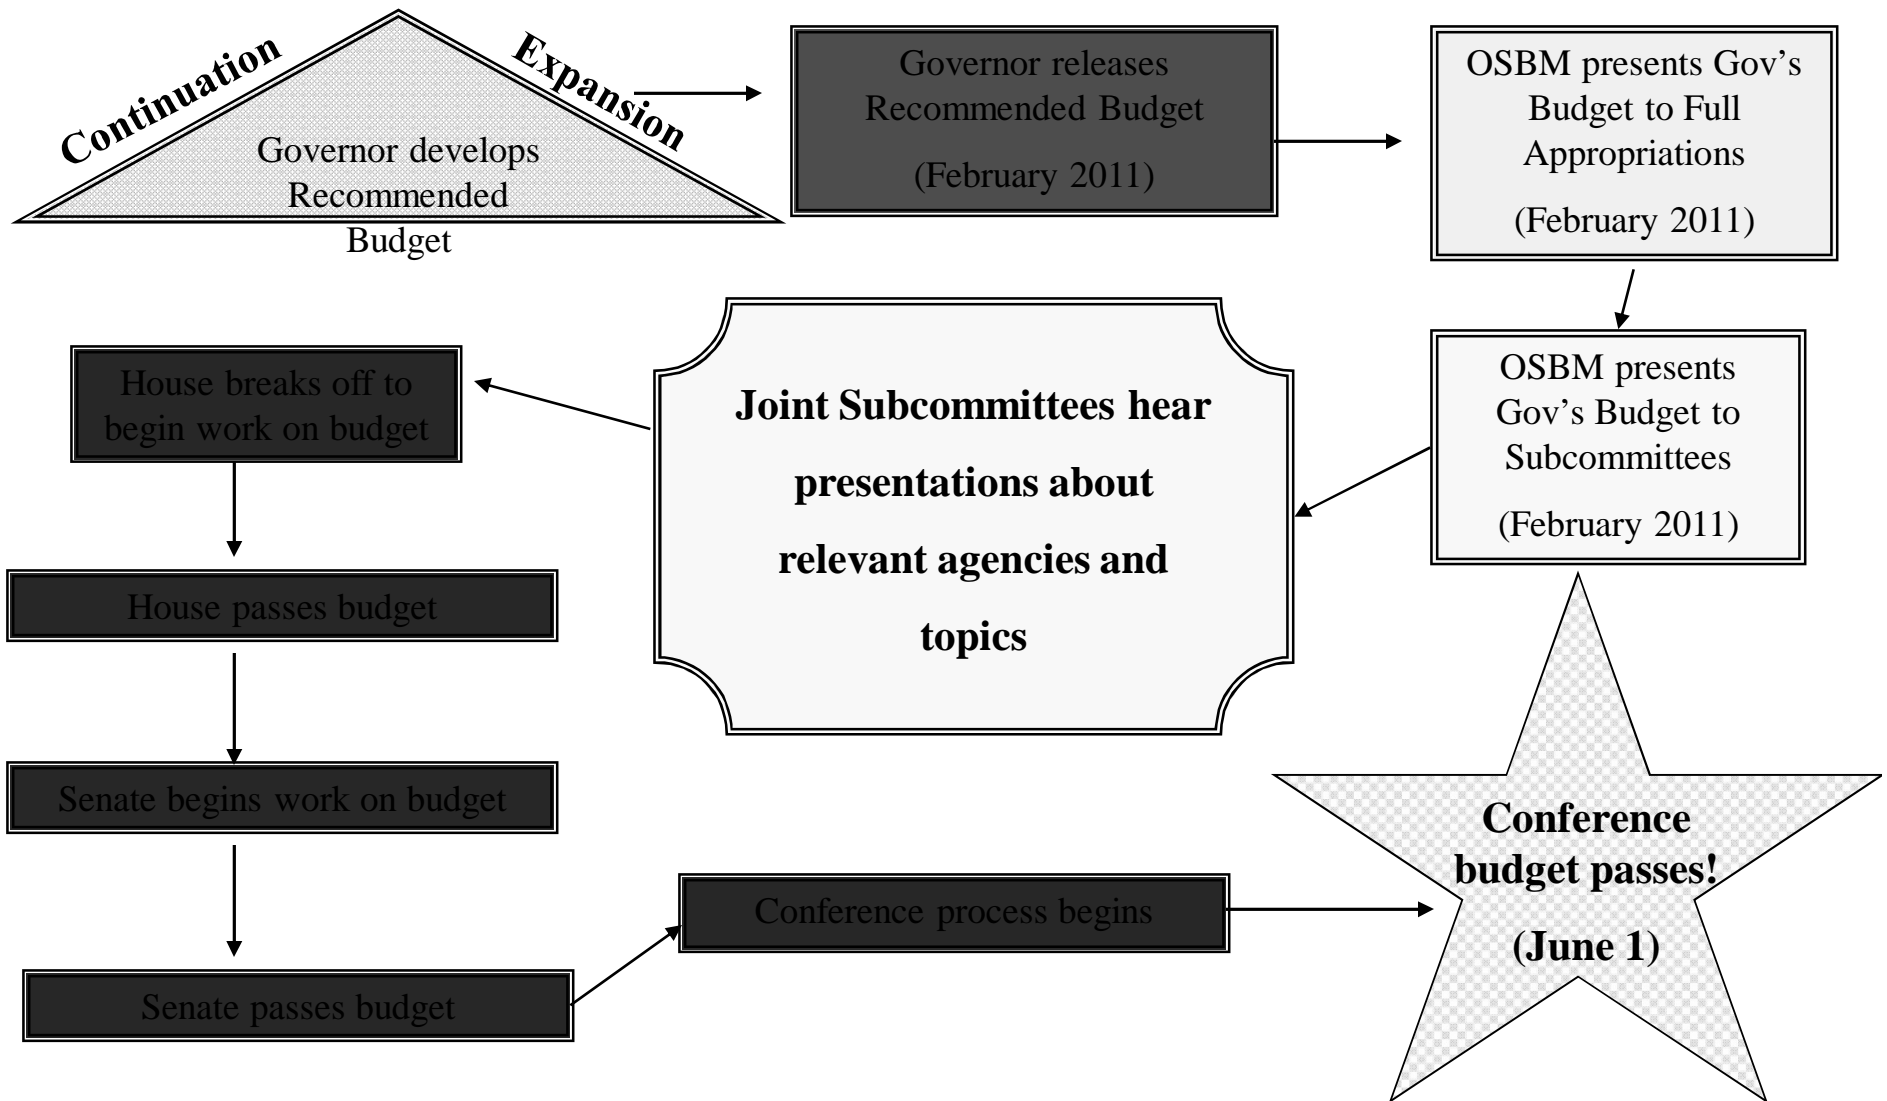 Continuation
Expansion
Governor develops
Recommended
Budget
Governor releases
Recommended Budget
(February 2011)
OSBM presents Gov's
Budget to Full
Appropriations
(February 2011)
OSBM presents
Gov's Budget to
Subcommittees
(February 2011)
Joint Subcommittees hear
presentations about
relevant agencies and
topics
House breaks off to
begin work on budget
House passes budget
Senate begins work on budget
Senate passes budget
Conference process begins
Conference
budget passes!
(June 1)